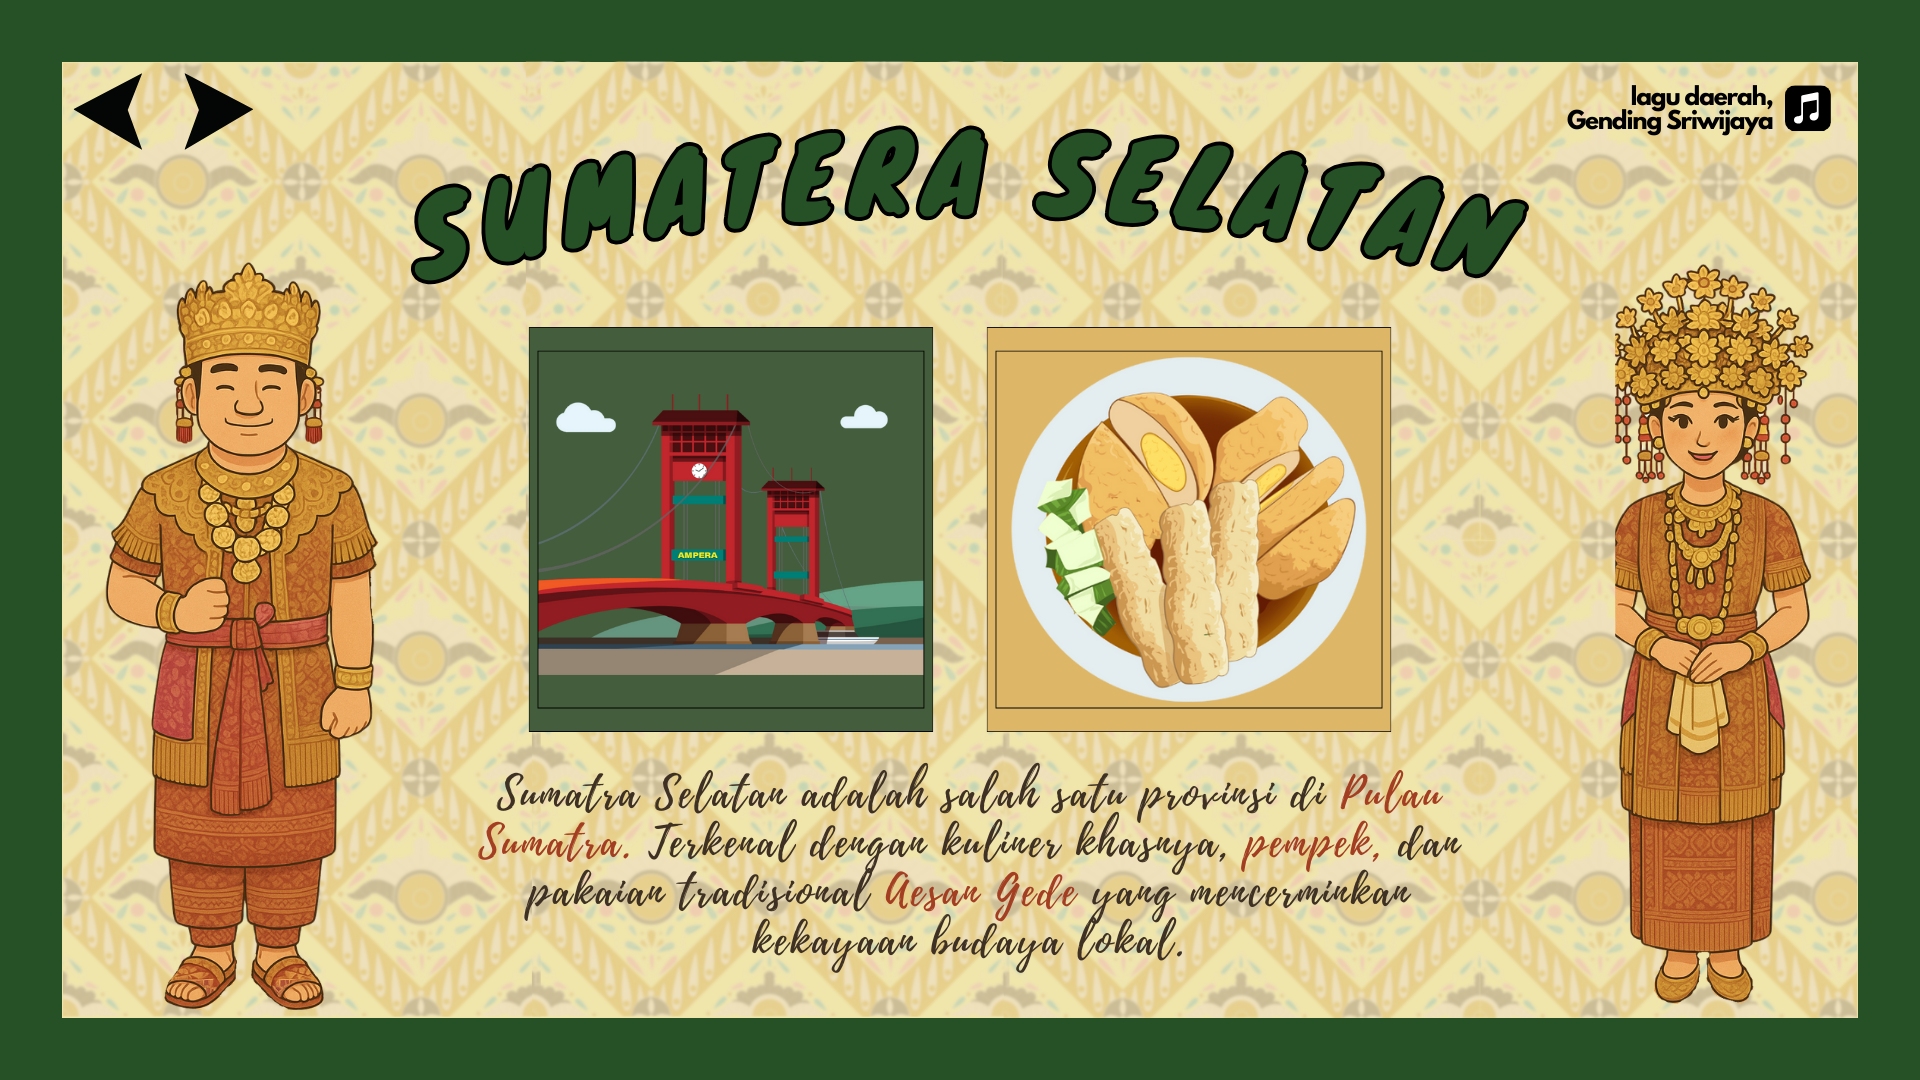 lagu daerah,
Gending Sriwijaya
SUMATERA SELATAN
AMPERA
Sumatra Selatan adalah salah satu provinsi di Pulau
Sumatra. Terkenal dengan kuliner khasnya, pempek, dan
pakaian tradisional Aesan Gede yang mencerminkan
kekayaan budaya lokal.